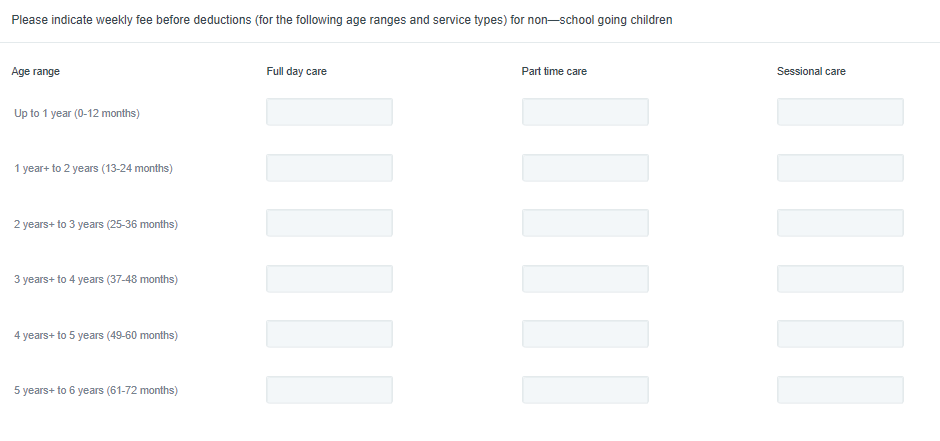 Please indicate weekly fee before deductions (for the following age ranges and service types) for non—school going children
Age range Full day care Part time care Sessional care
Up to 1 year (0-12 months)
1 year+ to 2 years (13-24 months)
2 years+ to 3 years (25-36 months)
3 years+ to 4 years (37-48 months)
4 years+ to 5 years (49-60 months)
5 years+ to 6 years (61-72 months)